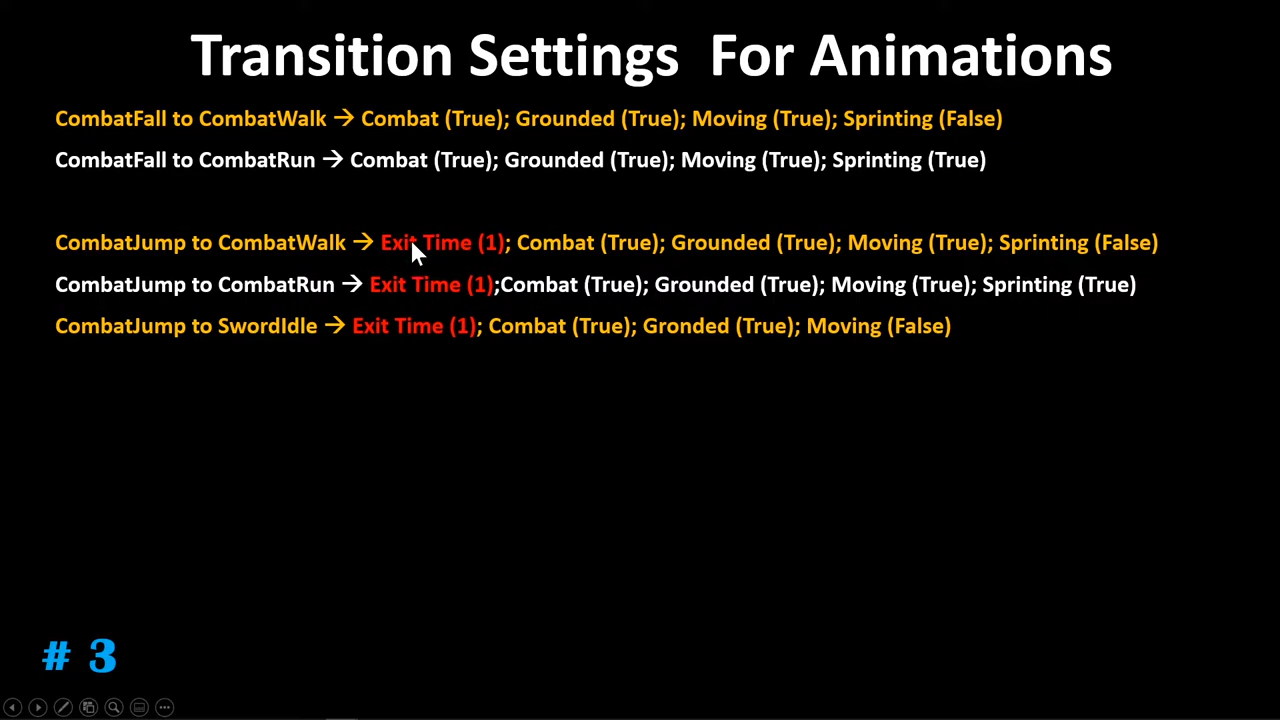 Transition Settings  For Animations
CombatFall to CombatWalk → Combat (True); Grounded (True); Moving (True); Sprinting (False)
CombatFall to CombatRun → Combat (True); Grounded (True); Moving (True); Sprinting (True)
CombatJump to CombatWalk → Exit Time (1); Combat (True); Grounded (True); Moving (True); Sprinting (False)
CombatJump to CombatRun → Exit Time (1);Combat (True); Grounded (True); Moving (True); Sprinting (True)
CombatJump to SwordIdle → Exit Time (1); Combat (True); Gronded (True); Moving (False)
# 3